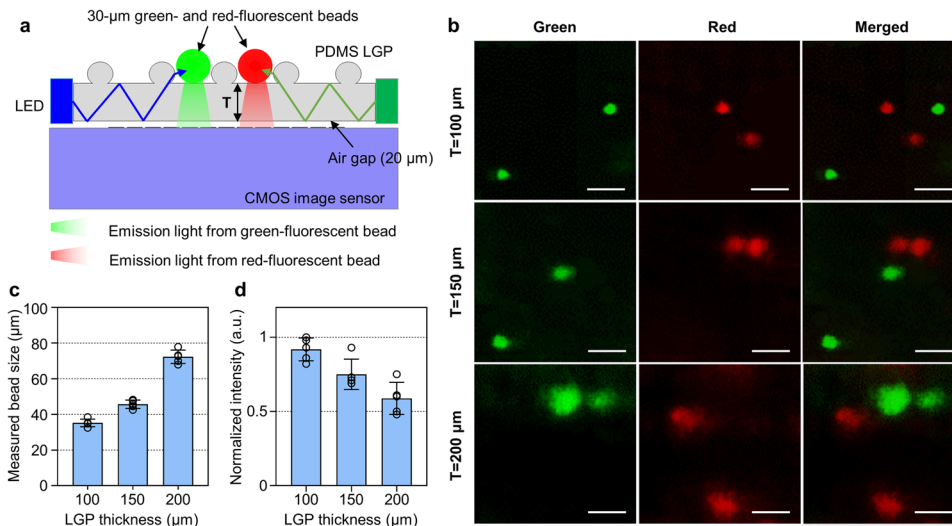 a
30-µm green- and red-fluorescent beads
PDMS LGP
LED
T
Air gap (20 µm)
CMOS image sensor
Emission light from green-fluorescent bead
Emission light from red-fluorescent bead
b
Green
Red
Merged
T=100 µm
T=150 µm
T=200 µm
c
Measured bead size (µm)
100
80
60
40
20
0
100
150
200
LGP thickness (µm)
d
Normalized intensity (a.u.)
1
0.5
0
100
150
200
LGP thickness (µm)